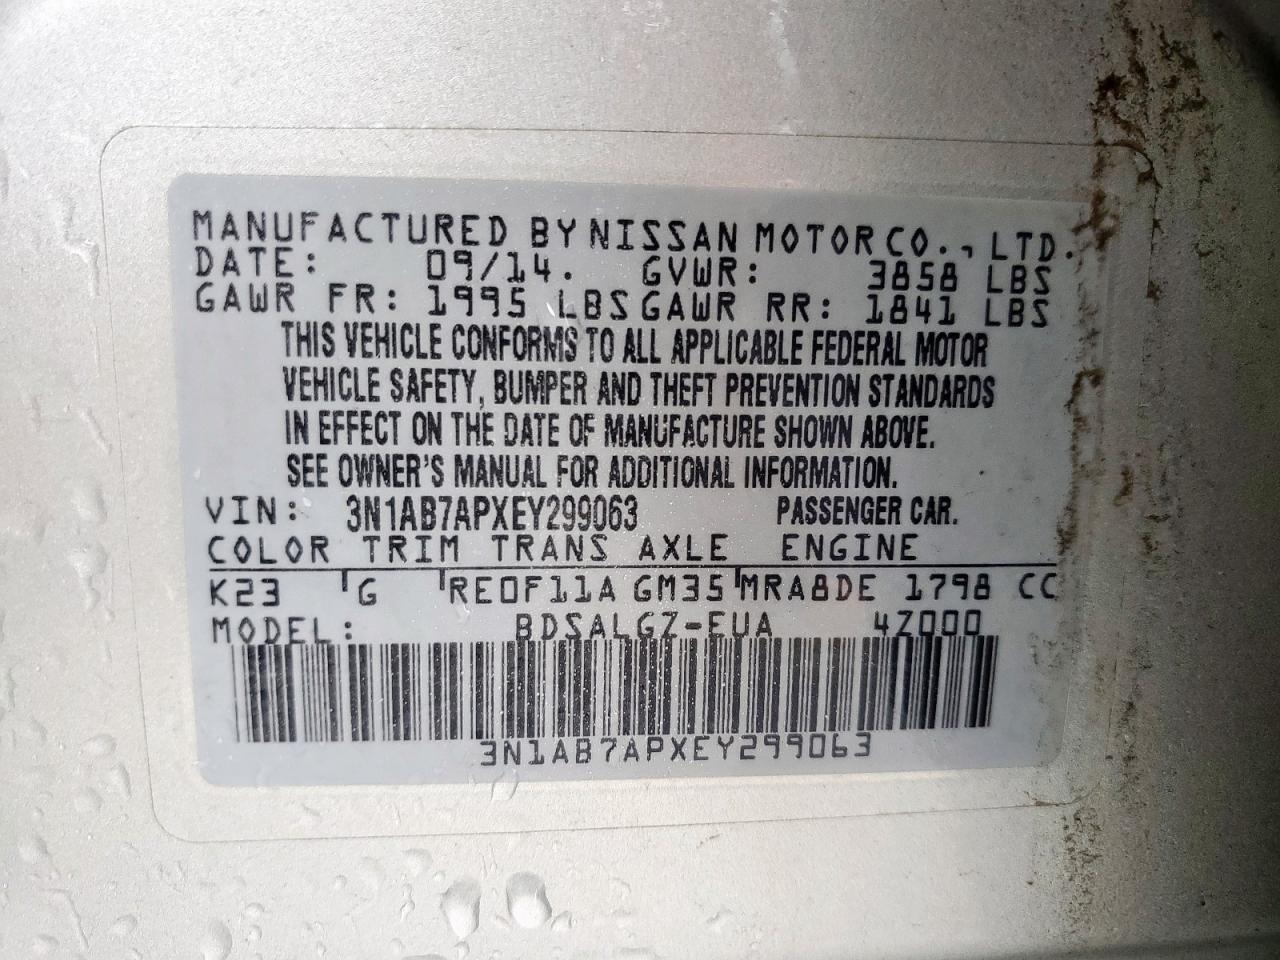 MANUFACTURED BY NISSAN MOTOR CO., LTD.
DATE: 09/14. GVWR: 3858 LBS
GAWR FR: 1995 LBS GAWR RR: 1841 LBS
THIS VEHICLE CONFORMS TO ALL APPLICABLE FEDERAL MOTOR
VEHICLE SAFETY, BUMPER AND THEFT PREVENTION STANDARDS
IN EFFECT ON THE DATE OF MANUFACTURE SHOWN ABOVE.
SEE OWNER'S MANUAL FOR ADDITIONAL INFORMATION.
VIN: 3N1AB7APXEY299063 PASSENGER CAR.
COLOR TRIM TRANS AXLE ENGINE
K23 G RE0F11A GM35 MRA8DE 1798 CC
MODEL: BDSALGZ-EUA 4Z000
3N1AB7APXEY299063